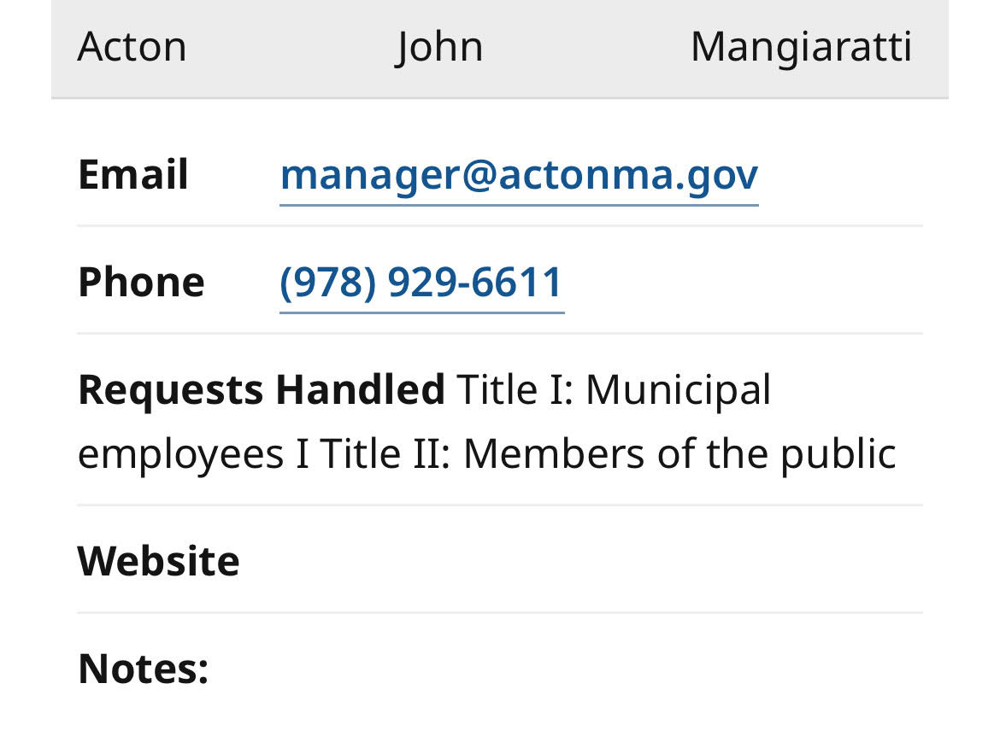 Acton John Mangiaratti
Email manager@actonma.gov
Phone (978) 929-6611
Requests Handled Title I: Municipal
employees I Title II: Members of the public
Website
Notes: